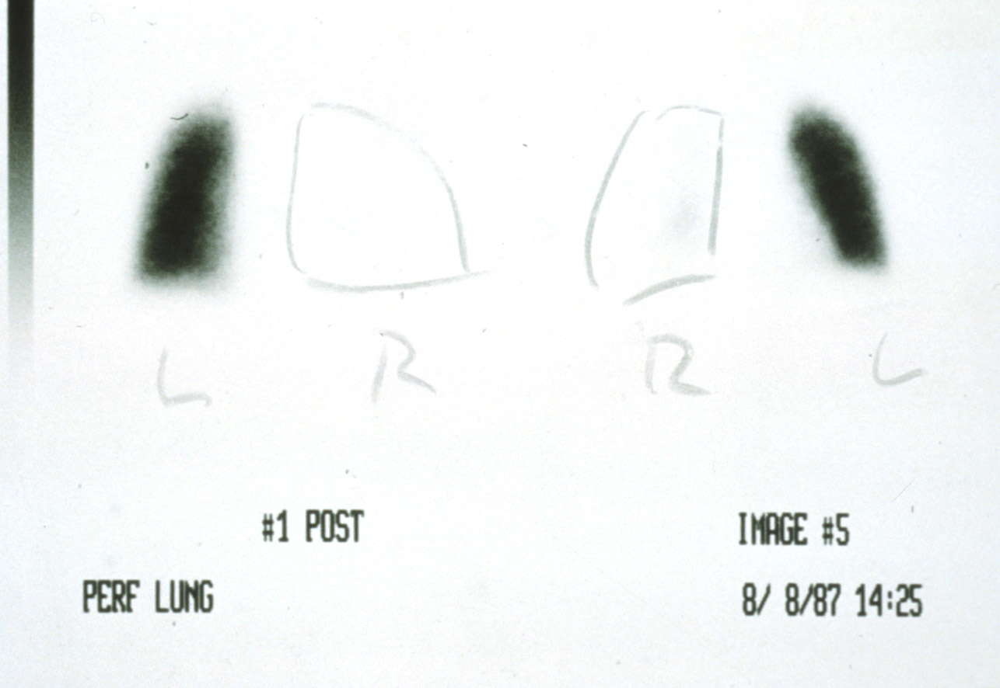 L R R L
#1 POST IMAGE #5
PERF LUNG 8/ 8/87 14:25